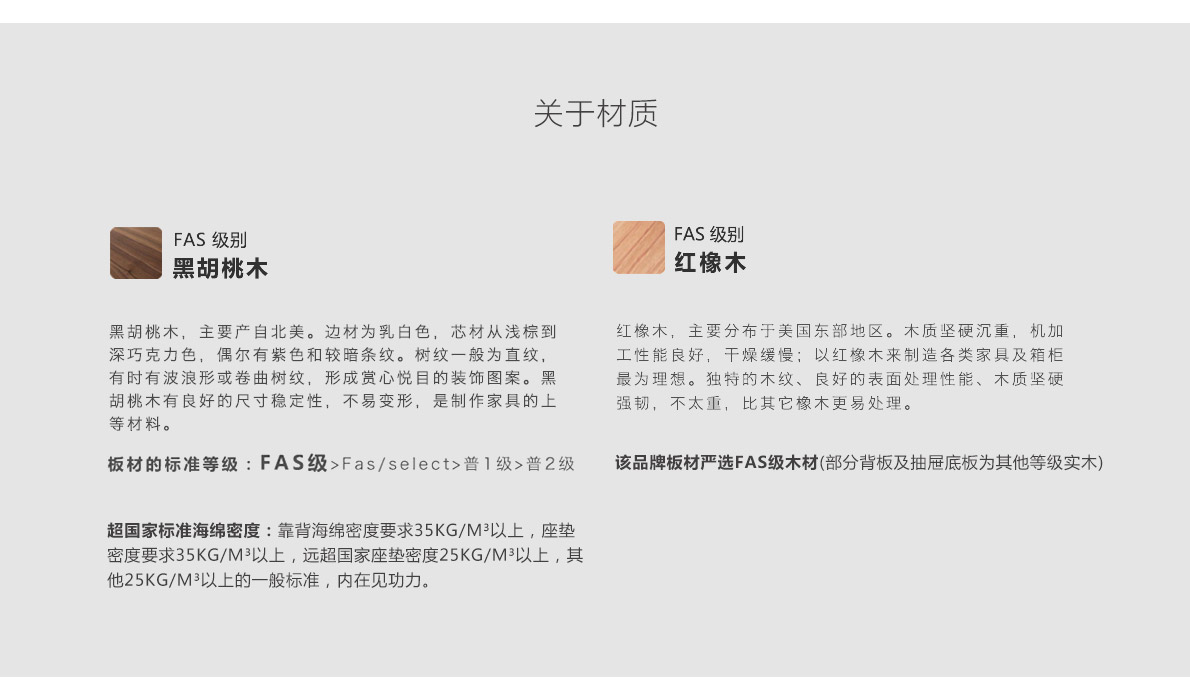 关于材质
FAS 级别
黑胡桃木
黑胡桃木，主要产自北美。边材为乳白色，芯材从浅棕到
深巧克力色，偶尔有紫色和较暗条纹。树纹一般为直纹，
有时有波浪形或卷曲树纹，形成赏心悦目的装饰图案。黑
胡桃木有良好的尺寸稳定性，不易变形，是制作家具的上
等材料。
板材的标准等级：FAS级>Fas/select>普1级>普2级
超国家标准海绵密度：靠背海绵密度要求35KG/M³以上，座垫
密度要求35KG/M³以上，远超国家座垫密度25KG/M³以上，其
他25KG/M³以上的一般标准，内在见功力。
FAS 级别
红橡木
红橡木，主要分布于美国东部地区。木质坚硬沉重，机加
工性能良好，干燥缓慢；以红橡木来制造各类家具及箱柜
最为理想。独特的木纹、良好的表面处理性能、木质坚硬
强韧，不太重，比其它橡木更易处理。
该品牌板材严选FAS级木材(部分背板及抽屉底板为其他等级实木)